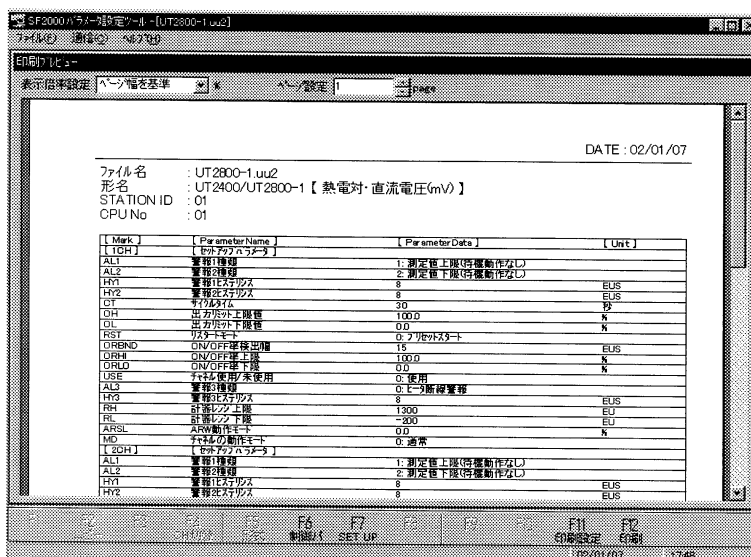 SF2000 パラメータ設定ツール -[UT2800-1.uu2]
ファイル(F) 通信(C) ヘルプ(H)
印刷プレビュー
表示倍率設定 ページ幅を基準 % ページ設定 1 page
DATE : 02/01/07
ファイル名 : UT2800-1.uu2
形名 : UT2400/UT2800-1【 熱電対・直流電圧(mV) 】
STATION ID : 01
CPU No : 01
[ Mark ] [ ParameterName ] [ ParameterData ] [ Unit ]
[ 1CH ] [ セットアップパラメータ ]
AL1 警報1種類 1: 測定値上限(待機動作なし)
AL2 警報2種類 2: 測定値下限(待機動作なし)
HY1 警報1ヒステリシス 8 EUS
HY2 警報2ヒステリシス 8 EUS
CT サイクルタイム 30 秒
OH 出力リミット上限値 100.0 %
OL 出力リミット下限値 0.0 %
RST リスタートモード 0: プリセットスタート
ORBND ON/OFF率検出幅 15 EUS
ORHI ON/OFF率上限 100.0 %
ORLO ON/OFF率下限 0.0 %
USE チャネル使用/未使用 0: 使用
AL3 警報3種類 0: ヒータ断線警報
HY3 警報3ヒステリシス 8 EUS
RH 計器レンジ上限 1300 EU
RL 計器レンジ下限 -200 EU
ARSL ARW動作モード 0.0 %
MD チャネルの動作モード 0: 通常
[ 2CH ] [ セットアップパラメータ ]
AL1 警報1種類 1: 測定値上限(待機動作なし)
AL2 警報2種類 2: 測定値下限(待機動作なし)
HY1 警報1ヒステリシス 8 EUS
HY2 警報2ヒステリシス 8 EUS
F6 F7 F11 F12
制御パ SET UP 印刷設定 印刷
02/01/07 17:48